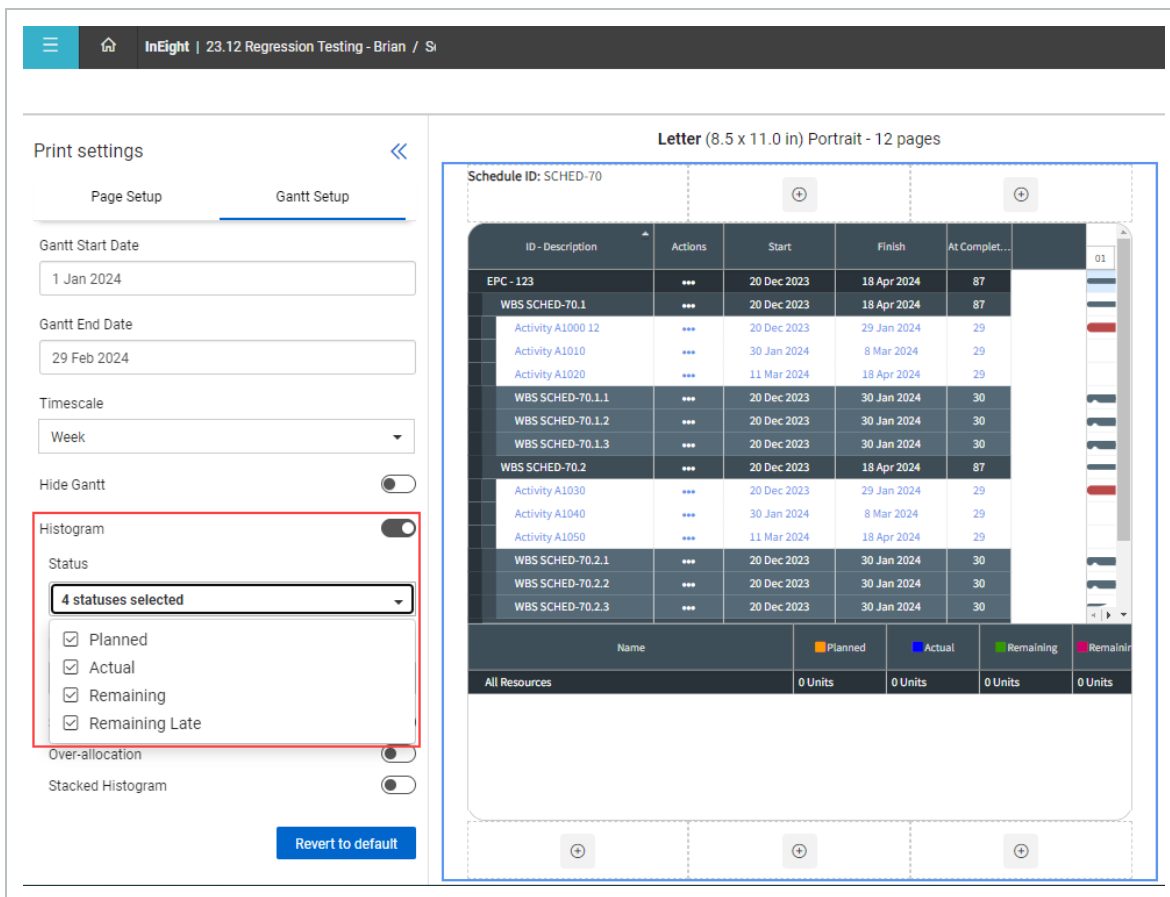 InEight | 23.12 Regression Testing - Brian / S
Letter (8.5 x 11.0 in) Portrait - 12 pages
Print settings
Page Setup Gantt Setup
Gantt Start Date
1 Jan 2024
Gantt End Date
29 Feb 2024
Timescale
Week
Hide Gantt
Histogram
Status
4 statuses selected
Planned
Actual
Remaining
Remaining Late
Over-allocation
Stacked Histogram
Revert to default
Schedule ID: SCHED-70
ID - Description Actions Start Finish At Complet... 01
EPC - 123 ••• 20 Dec 2023 18 Apr 2024 87
WBS SCHED-70.1 ••• 20 Dec 2023 18 Apr 2024 87
Activity A1000 12 ••• 20 Dec 2023 29 Jan 2024 29
Activity A1010 ••• 30 Jan 2024 8 Mar 2024 29
Activity A1020 ••• 11 Mar 2024 18 Apr 2024 29
WBS SCHED-70.1.1 ••• 20 Dec 2023 30 Jan 2024 30
WBS SCHED-70.1.2 ••• 20 Dec 2023 30 Jan 2024 30
WBS SCHED-70.1.3 ••• 20 Dec 2023 30 Jan 2024 30
WBS SCHED-70.2 ••• 20 Dec 2023 18 Apr 2024 87
Activity A1030 ••• 20 Dec 2023 29 Jan 2024 29
Activity A1040 ••• 30 Jan 2024 8 Mar 2024 29
Activity A1050 ••• 11 Mar 2024 18 Apr 2024 29
WBS SCHED-70.2.1 ••• 20 Dec 2023 30 Jan 2024 30
WBS SCHED-70.2.2 ••• 20 Dec 2023 30 Jan 2024 30
WBS SCHED-70.2.3 ••• 20 Dec 2023 30 Jan 2024 30
Name Planned Actual Remaining Remainin
All Resources 0 Units 0 Units 0 Units 0 Units